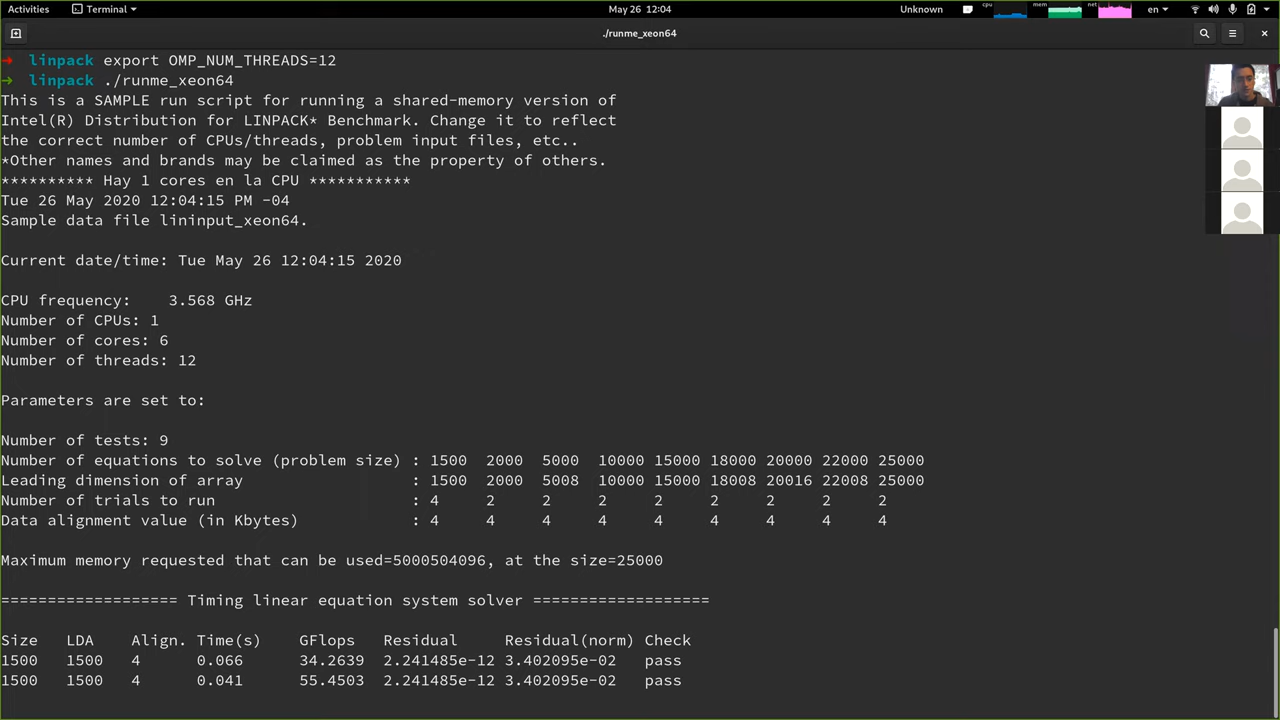 Activities Terminal May 26 12:04 Unknown cpu mem net en
./runme_xeon64
➜ linpack export OMP_NUM_THREADS=12
➜ linpack ./runme_xeon64
This is a SAMPLE run script for running a shared-memory version of
Intel(R) Distribution for LINPACK* Benchmark. Change it to reflect
the correct number of CPUs/threads, problem input files, etc..
*Other names and brands may be claimed as the property of others.
********** Hay 1 cores en la CPU ***********
Tue 26 May 2020 12:04:15 PM -04
Sample data file lininput_xeon64.
Current date/time: Tue May 26 12:04:15 2020
CPU frequency: 3.568 GHz
Number of CPUs: 1
Number of cores: 6
Number of threads: 12
Parameters are set to:
Number of tests: 9
Number of equations to solve (problem size) : 1500 2000 5000 10000 15000 18000 20000 22000 25000
Leading dimension of array : 1500 2000 5008 10000 15000 18008 20016 22008 25000
Number of trials to run : 4 2 2 2 2 2 2 2 2
Data alignment value (in Kbytes) : 4 4 4 4 4 4 4 4 4
Maximum memory requested that can be used=5000504096, at the size=25000
=================== Timing linear equation system solver ===================
Size LDA Align. Time(s) GFlops Residual Residual(norm) Check
1500 1500 4 0.066 34.2639 2.241485e-12 3.402095e-02 pass
1500 1500 4 0.041 55.4503 2.241485e-12 3.402095e-02 pass